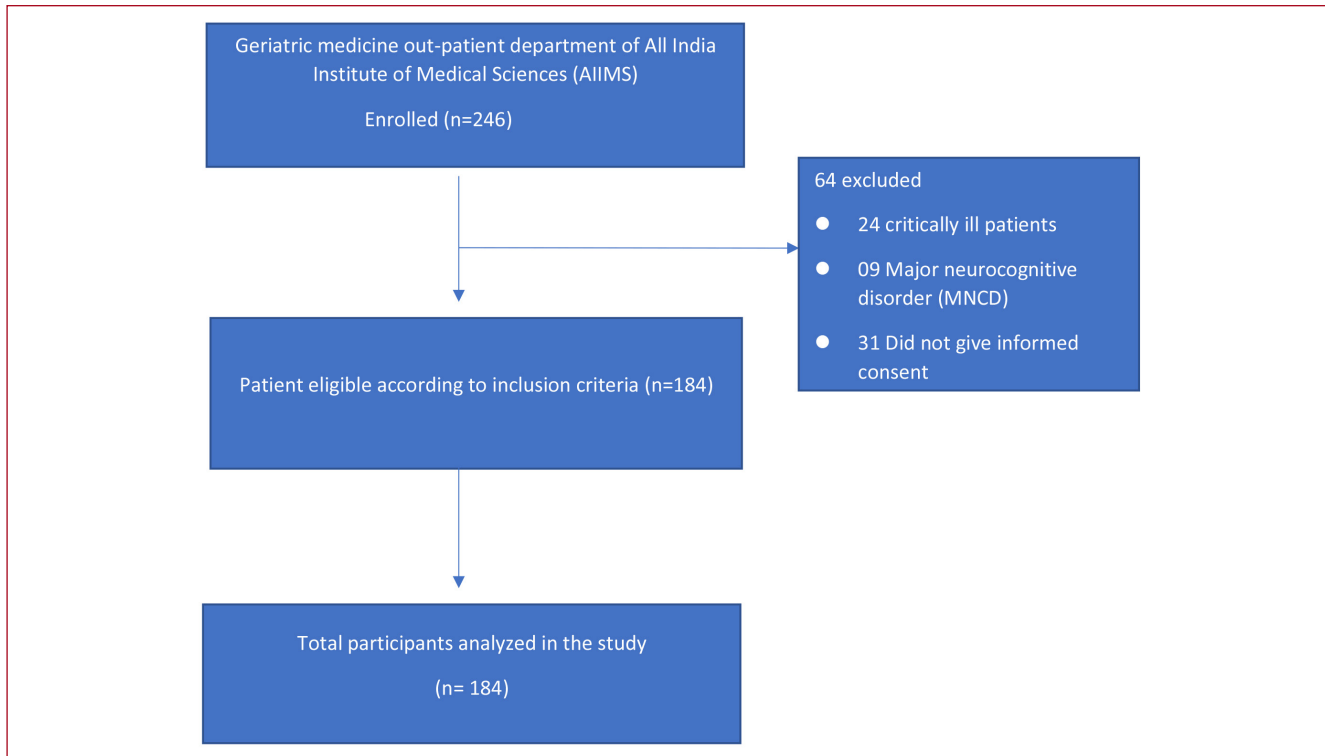 Geriatric medicine out-patient department of All India
Institute of Medical Sciences (AIIMS)
Enrolled (n=246)
64 excluded
● 24 critically ill patients
● 09 Major neurocognitive
disorder (MNCD)
● 31 Did not give informed
consent
Patient eligible according to inclusion criteria (n=184)
Total participants analyzed in the study
(n= 184)